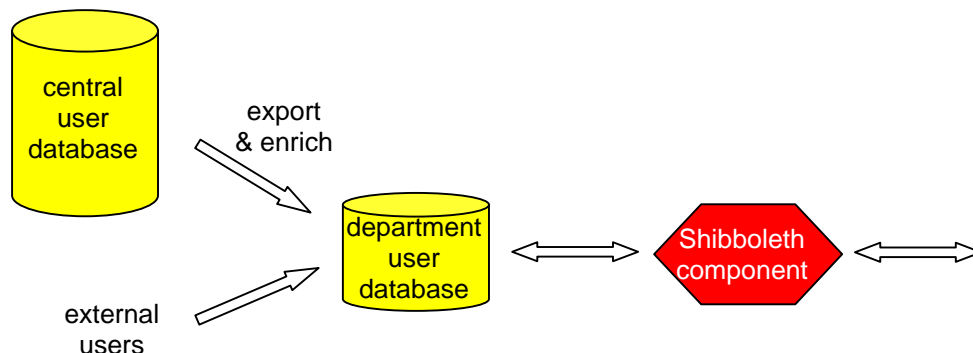 central
user
database
export
& enrich
department
user
database
Shibboleth
component
external
users